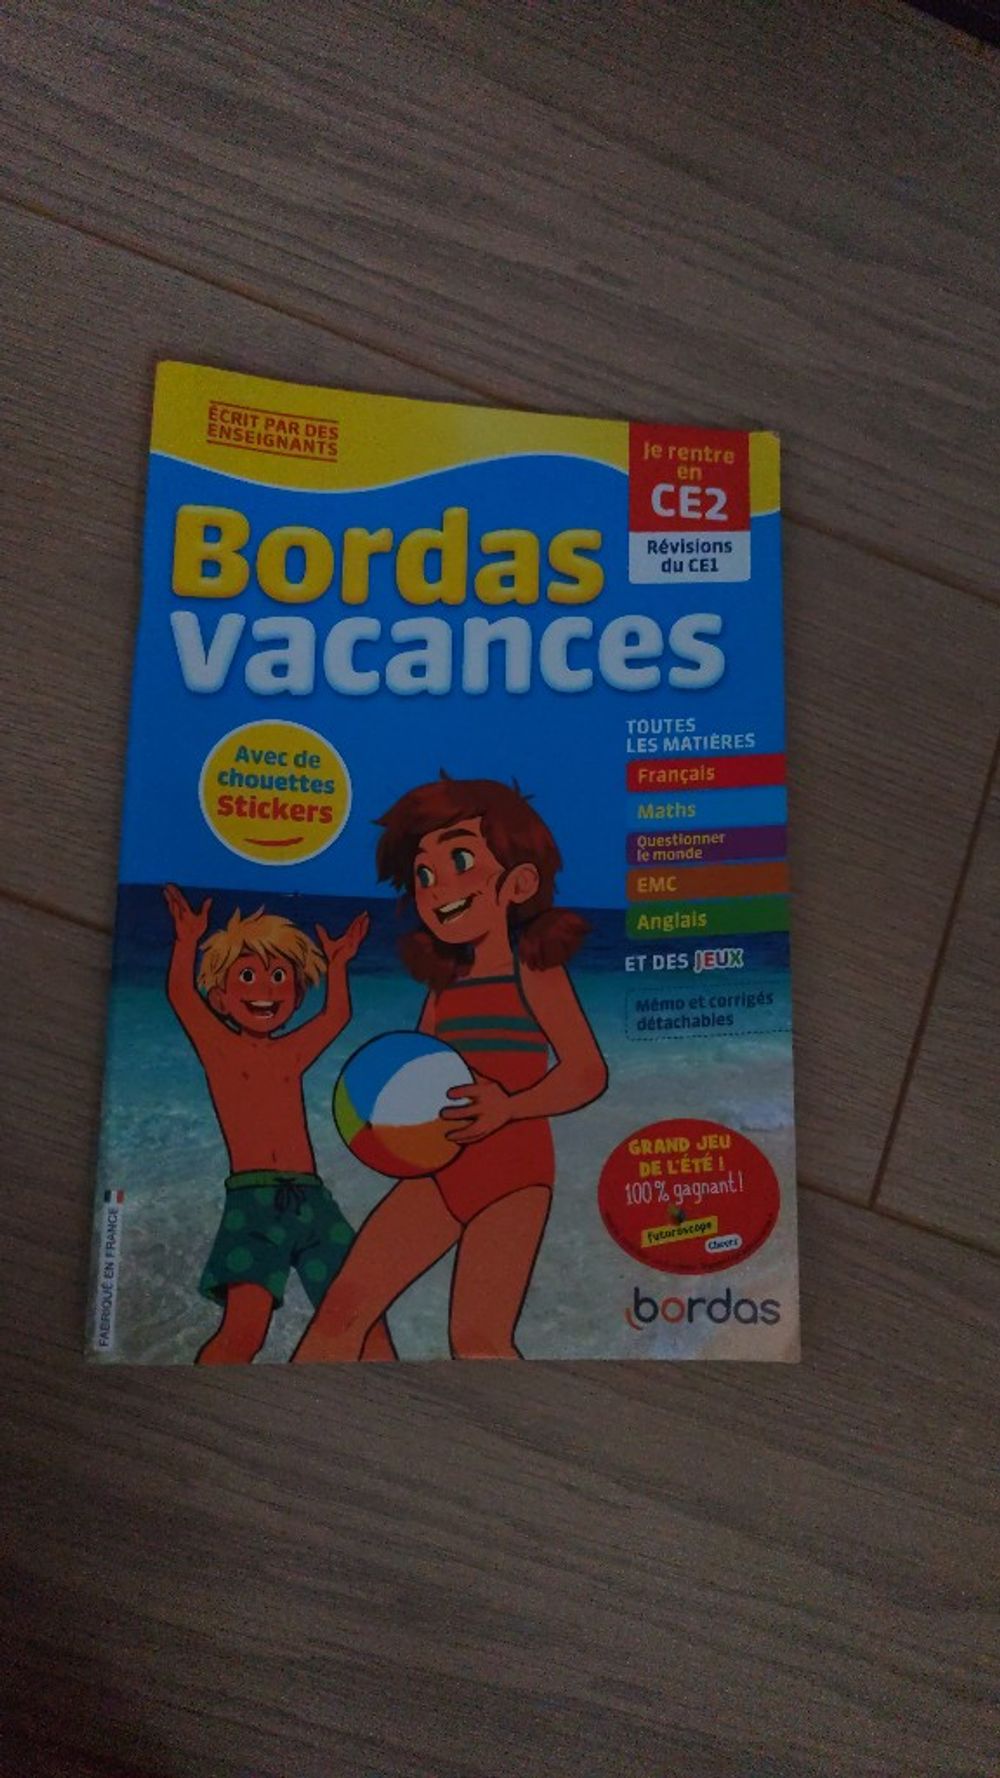 ÉCRIT PAR DES
ENSEIGNANTS
Je rentre
en
CE2
Révisions
du CE1
Bordas
vacances
Avec de
chouettes
Stickers
TOUTES
LES MATIÈRES
Français
Maths
Questionner
le monde
EMC
Anglais
ET DES JEUX
Mémo et corrigés
détachables
GRAND JEU
DE L'ÉTÉ !
100 % gagnant !
futuroscope
Cheerz
bordas
FABRIQUÉ EN FRANCE